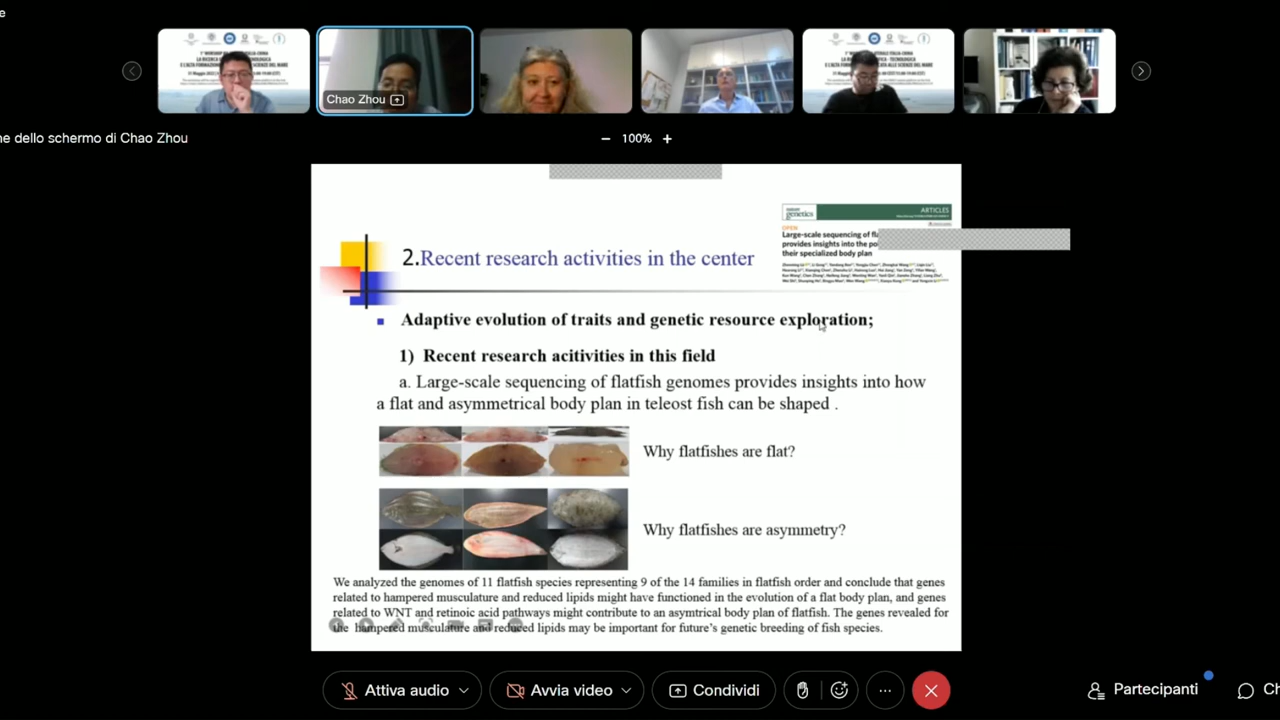 e
Chao Zhou
ne dello schermo di Chao Zhou
100%
genetics
ARTICLES
OPEN
Large-scale sequencing of fla
provides insights into the po
their specialized body plan
2.Recent research activities in the center
Adaptive evolution of traits and genetic resource exploration;
1) Recent research acitivities in this field
a. Large-scale sequencing of flatfish genomes provides insights into how
a flat and asymmetrical body plan in teleost fish can be shaped .
Why flatfishes are flat?
Why flatfishes are asymmetry?
We analyzed the genomes of 11 flatfish species representing 9 of the 14 families in flatfish order and conclude that genes
related to hampered musculature and reduced lipids might have functioned in the evolution of a flat body plan, and genes
related to WNT and retinoic acid pathways might contribute to an asymtrical body plan of flatfish. The genes revealed for
the hampered musculature and reduced lipids may be important for future's genetic breeding of fish species.
Attiva audio
Avvia video
Condividi
Partecipanti
Ch